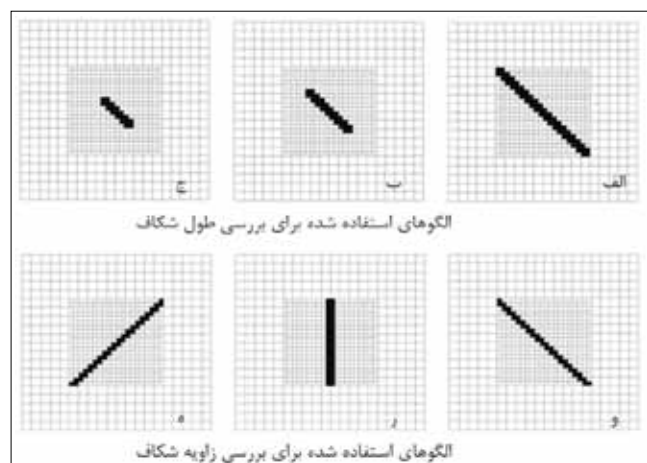 الف ب ج
الگوهای استفاده شده برای بررسی طول شکاف
و ر ه
الگوهای استفاده شده برای بررسی زاویه شکاف